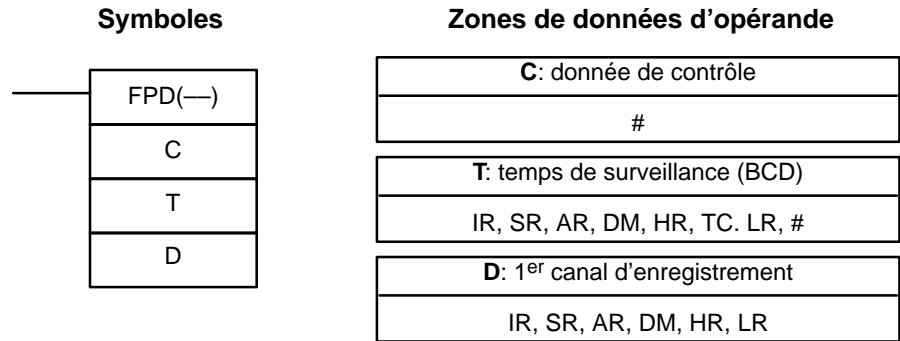 Symboles
Zones de données d’opérande
FPD(––)
C
T
D
C: donnée de contrôle
#
T: temps de surveillance (BCD)
IR, SR, AR, DM, HR, TC. LR, #
D: 1er canal d’enregistrement
IR, SR, AR, DM, HR, LR